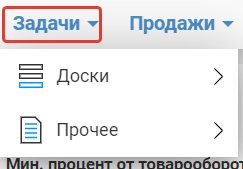 Задачи Продажи
Доски
Прочее
Мин. процент от товарооборот